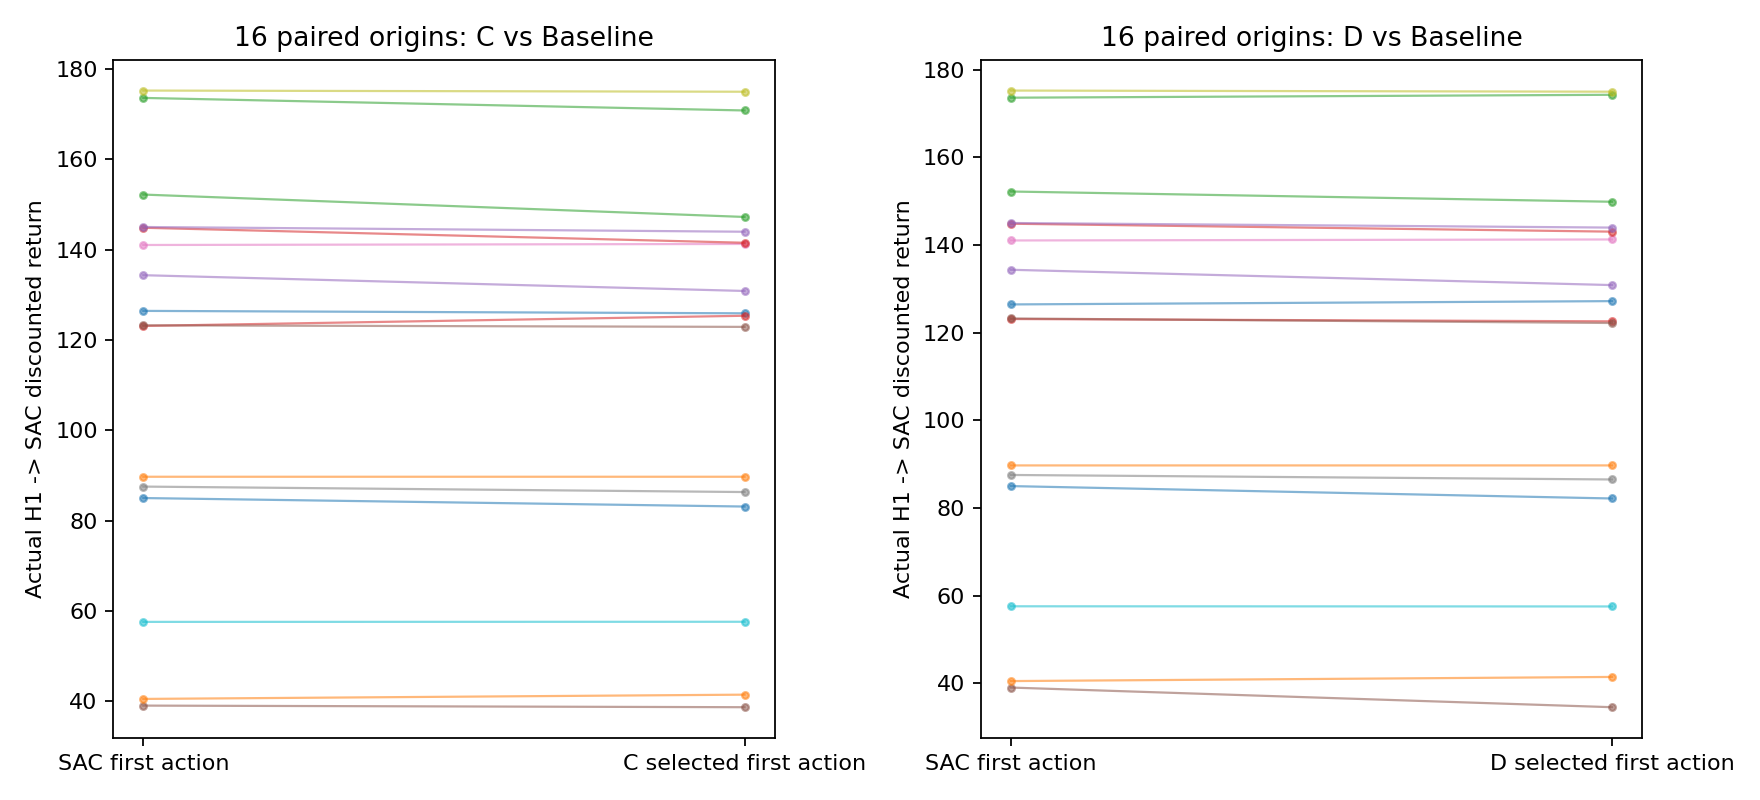 16 paired origins: C vs Baseline
Actual H1 -> SAC discounted return
180
160
140
120
100
80
60
40
SAC first action
C selected first action
16 paired origins: D vs Baseline
Actual H1 -> SAC discounted return
180
160
140
120
100
80
60
40
SAC first action
D selected first action